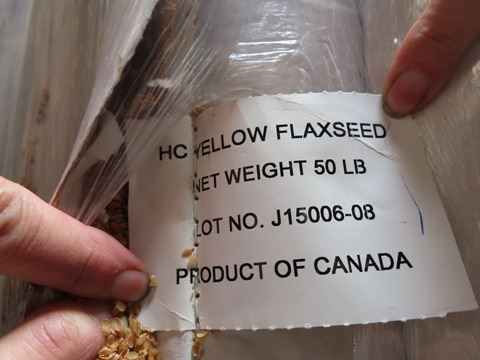 HC YELLOW FLAXSEED
NET WEIGHT 50 LB
LOT NO. J15006-08
PRODUCT OF CANADA